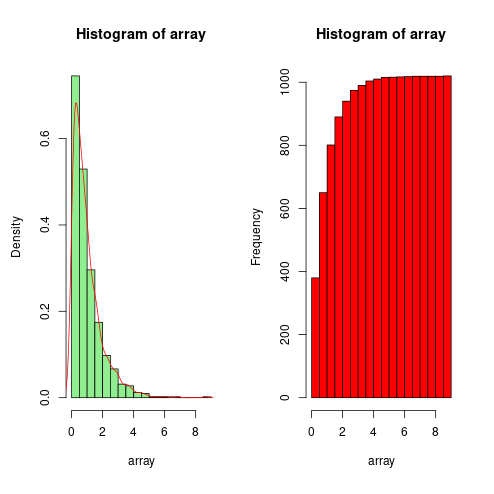 Histogram of array
Density
0.0 0.2 0.4 0.6
0 2 4 6 8
array
Histogram of array
Frequency
0 200 400 600 800 1000
0 2 4 6 8
array